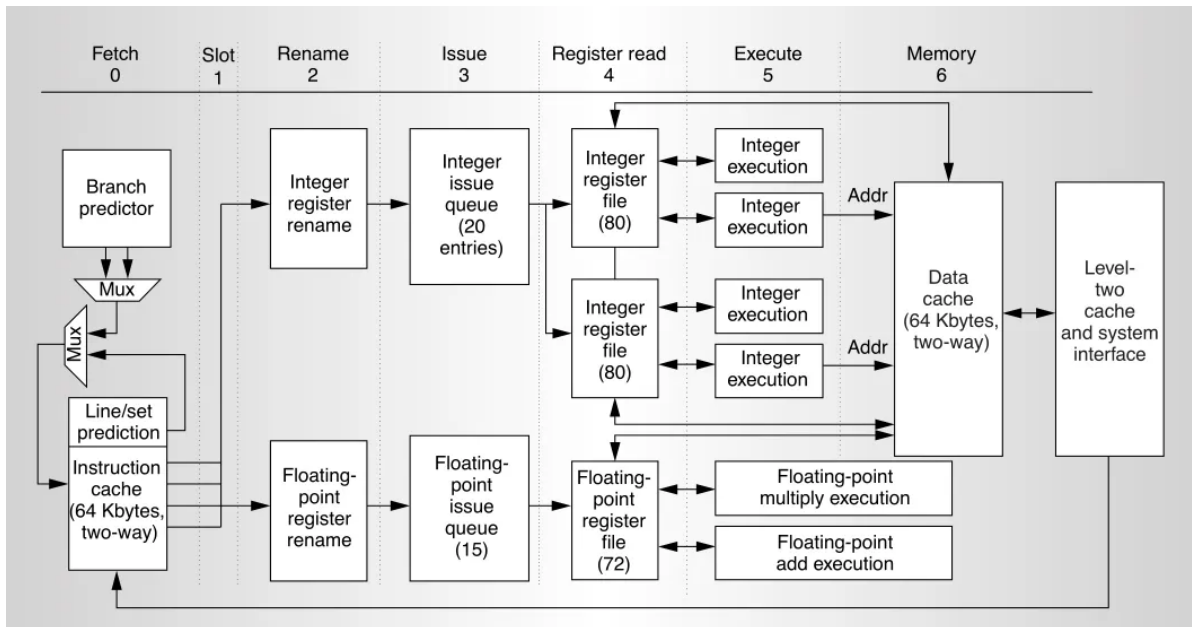 Fetch
0
Slot
1
Rename
2
Issue
3
Register read
4
Execute
5
Memory
6
Branch
predictor
Mux
Mux
Line/set
prediction
Instruction
cache
(64 Kbytes,
two-way)
Integer
register
rename
Floating-
point
register
rename
Integer
issue
queue
(20
entries)
Floating-
point
issue
queue
(15)
Integer
register
file
(80)
Integer
register
file
(80)
Floating-
point
register
file
(72)
Integer
execution
Integer
execution
Integer
execution
Integer
execution
Floating-point
multiply execution
Floating-point
add execution
Addr
Addr
Data
cache
(64 Kbytes,
two-way)
Level-
two
cache
and system
interface